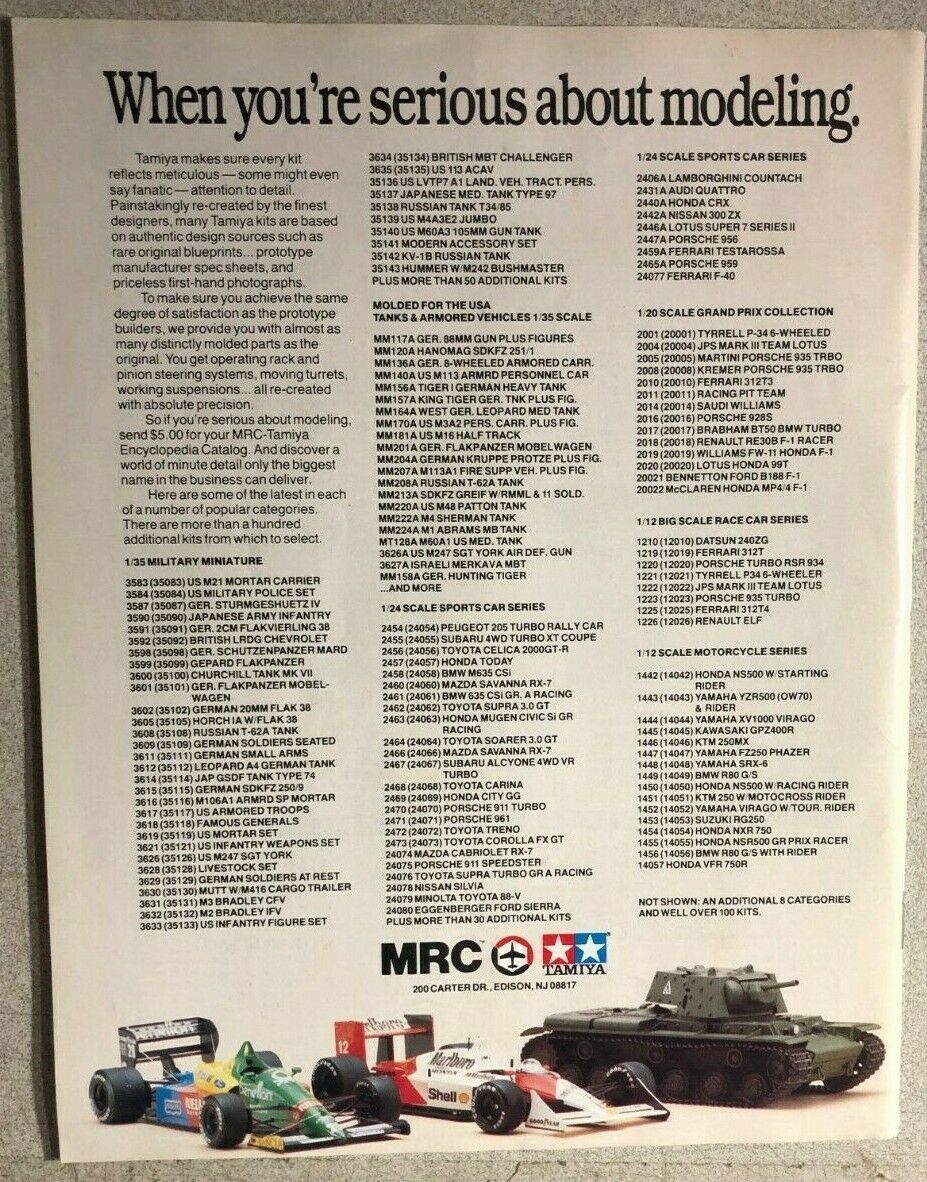 When you're serious about modeling.
Tamiya makes sure every kit
reflects meticulous — some might even
say fanatic — attention to detail.
Painstakingly re-created by the finest
designers, many Tamiya kits are based
on authentic design sources such as
rare original blueprints... prototype
manufacturer spec sheets, and
priceless first-hand photographs.
To make sure you achieve the same
degree of satisfaction as the prototype
builders, we provide you with almost as
many distinctly molded parts as the
original. You get operating rack and
pinion steering systems, moving turrets,
working suspensions... all re-created
with absolute precision.
So if you're serious about modeling,
send $5.00 for your MRC-Tamiya
Encyclopedia Catalog. And discover a
world of minute detail only the biggest
name in the business can deliver.
Here are some of the latest in each
of a number of popular categories.
There are more than a hundred
additional kits from which to select.
1/35 MILITARY MINIATURE
3583 (35083) US M21 MORTAR CARRIER
3584 (35084) US MILITARY POLICE SET
3587 (35087) GER. STURMGESHUETZ IV
3590 (35090) JAPANESE ARMY INFANTRY
3591 (35091) GER. 2CM FLAKVIERLING 38
3592 (35092) BRITISH LRDG CHEVROLET
3598 (35098) GER. SCHUTZENPANZER MARD
3599 (35099) GEPARD FLAKPANZER
3600 (35100) CHURCHILL TANK MK VII
3601 (35101) GER. FLAKPANZER MOBEL-
WAGEN
3602 (35102) GERMAN 20MM FLAK 38
3605 (35105) HORCH IA W/FLAK 38
3608 (35108) RUSSIAN T-62A TANK
3609 (35109) GERMAN SOLDIERS SEATED
3611 (35111) GERMAN SMALL ARMS
3612 (35112) LEOPARD A4 GERMAN TANK
3614 (35114) JAP GSDF TANK TYPE 74
3615 (35115) GERMAN SDKFZ 250/9
3616 (35116) M106A1 ARMRD SP MORTAR
3617 (35117) US ARMORED TROOPS
3618 (35118) FAMOUS GENERALS
3619 (35119) US MORTAR SET
3621 (35121) US INFANTRY WEAPONS SET
3626 (35126) US M247 SGT YORK
3628 (35128) LIVESTOCK SET
3629 (35129) GERMAN SOLDIERS AT REST
3630 (35130) MUTT W/M416 CARGO TRAILER
3631 (35131) M3 BRADLEY CFV
3632 (35132) M2 BRADLEY IFV
3633 (35133) US INFANTRY FIGURE SET
3634 (35134) BRITISH MBT CHALLENGER
3635 (35135) US 113 ACAV
35136 US LVTP7 A1 LAND. VEH. TRACT. PERS.
35137 JAPANESE MED. TANK TYPE 97
35138 RUSSIAN TANK T34/85
35139 US M4A3E2 JUMBO
35140 US M60A3 105MM GUN TANK
35141 MODERN ACCESSORY SET
35142 KV-1B RUSSIAN TANK
35143 HUMMER W/M242 BUSHMASTER
PLUS MORE THAN 50 ADDITIONAL KITS
MOLDED FOR THE USA
TANKS & ARMORED VEHICLES 1/35 SCALE
MM117A GER. 88MM GUN PLUS FIGURES
MM120A HANOMAG SDKFZ 251/1
MM136A GER. 8-WHEELED ARMORED CARR.
MM140A US M113 ARMRD PERSONNEL CAR
MM156A TIGER I GERMAN HEAVY TANK
MM157A KING TIGER GER. TNK PLUS FIG.
MM164A WEST GER. LEOPARD MED TANK
MM170A US M3A2 PERS. CARR. PLUS FIG.
MM181A US M16 HALF TRACK
MM201A GER. FLAKPANZER MOBELWAGEN
MM204A GERMAN KRUPPE PROTZE PLUS FIG.
MM207A M113A1 FIRE SUPP VEH. PLUS FIG.
MM208A RUSSIAN T-62A TANK
MM213A SDKFZ GREIF W/RMML & 11 SOLD.
MM220A US M48 PATTON TANK
MM222A M4 SHERMAN TANK
MM224A M1 ABRAMS MB TANK
MT128A M60A1 US MED. TANK
3626A US M247 SGT YORK AIR DEF. GUN
3627A ISRAELI MERKAVA MBT
MM158A GER. HUNTING TIGER
...AND MORE
1/24 SCALE SPORTS CAR SERIES
2454 (24054) PEUGEOT 205 TURBO RALLY CAR
2455 (24055) SUBARU 4WD TURBO XT COUPE
2456 (24056) TOYOTA CELICA 2000GT-R
2457 (24057) HONDA TODAY
2458 (24058) BMW M635 CSi
2460 (24060) MAZDA SAVANNA RX-7
2461 (24061) BMW 635 CSi GR. A RACING
2462 (24062) TOYOTA SUPRA 3.0 GT
2463 (24063) HONDA MUGEN CIVIC Si GR
RACING
2464 (24064) TOYOTA SOARER 3.0 GT
2466 (24066) MAZDA SAVANNA RX-7
2467 (24067) SUBARU ALCYONE 4WD VR
TURBO
2468 (24068) TOYOTA CARINA
2469 (24069) HONDA CITY GG
2470 (24070) PORSCHE 911 TURBO
2471 (24071) PORSCHE 961
2472 (24072) TOYOTA TRENO
2473 (24073) TOYOTA COROLLA FX GT
24074 MAZDA CABRIOLET RX-7
24075 PORSCHE 911 SPEEDSTER
24076 TOYOTA SUPRA TURBO GR A RACING
24078 NISSAN SILVIA
24079 MINOLTA TOYOTA 88-V
24080 EGGENBERGER FORD SIERRA
PLUS MORE THAN 30 ADDITIONAL KITS
1/24 SCALE SPORTS CAR SERIES
2406A LAMBORGHINI COUNTACH
2431A AUDI QUATTRO
2440A HONDA CRX
2442A NISSAN 300 ZX
2446A LOTUS SUPER 7 SERIES II
2447A PORSCHE 956
2459A FERRARI TESTAROSSA
2465A PORSCHE 959
24077 FERRARI F-40
1/20 SCALE GRAND PRIX COLLECTION
2001 (20001) TYRRELL P-34 6-WHEELED
2004 (20004) JPS MARK III TEAM LOTUS
2005 (20005) MARTINI PORSCHE 935 TRBO
2008 (20008) KREMER PORSCHE 935 TRBO
2010 (20010) FERRARI 312T3
2011 (20011) RACING PIT TEAM
2014 (20014) SAUDI WILLIAMS
2016 (20016) PORSCHE 928S
2017 (20017) BRABHAM BT50 BMW TURBO
2018 (20018) RENAULT RE30B F-1 RACER
2019 (20019) WILLIAMS FW-11 HONDA F-1
2020 (20020) LOTUS HONDA 99T
20021 BENNETTON FORD B188 F-1
20022 McCLAREN HONDA MP4/4 F-1
1/12 BIG SCALE RACE CAR SERIES
1210 (12010) DATSUN 240ZG
1219 (12019) FERRARI 312T
1220 (12020) PORSCHE TURBO RSR 934
1221 (12021) TYRRELL P34 6-WHEELER
1222 (12022) JPS MARK III TEAM LOTUS
1223 (12023) PORSCHE 935 TURBO
1225 (12025) FERRARI 312T4
1226 (12026) RENAULT ELF
1/12 SCALE MOTORCYCLE SERIES
1442 (14042) HONDA NS500 W/STARTING
RIDER
1443 (14043) YAMAHA YZR500 (OW70)
& RIDER
1444 (14044) YAMAHA XV1000 VIRAGO
1445 (14045) KAWASAKI GPZ400R
1446 (14046) KTM 250MX
1447 (14047) YAMAHA FZ250 PHAZER
1448 (14048) YAMAHA SRX-6
1449 (14049) BMW R80 G/S
1450 (14050) HONDA NS500 W/RACING RIDER
1451 (14051) KTM 250 W/MOTOCROSS RIDER
1452 (14052) YAMAHA VIRAGO W/TOUR. RIDER
1453 (14053) SUZUKI RG250
1454 (14054) HONDA NXR 750
1455 (14055) HONDA NSR500 GR PRIX RACER
1456 (14056) BMW R80 G/S WITH RIDER
14057 HONDA VFR 750R
NOT SHOWN: AN ADDITIONAL 8 CATEGORIES
AND WELL OVER 100 KITS.
MRC™ TAMIYA
200 CARTER DR., EDISON, NJ 08817
12
Marlboro
Marlboro
HONDA
Shell
GOODYEAR